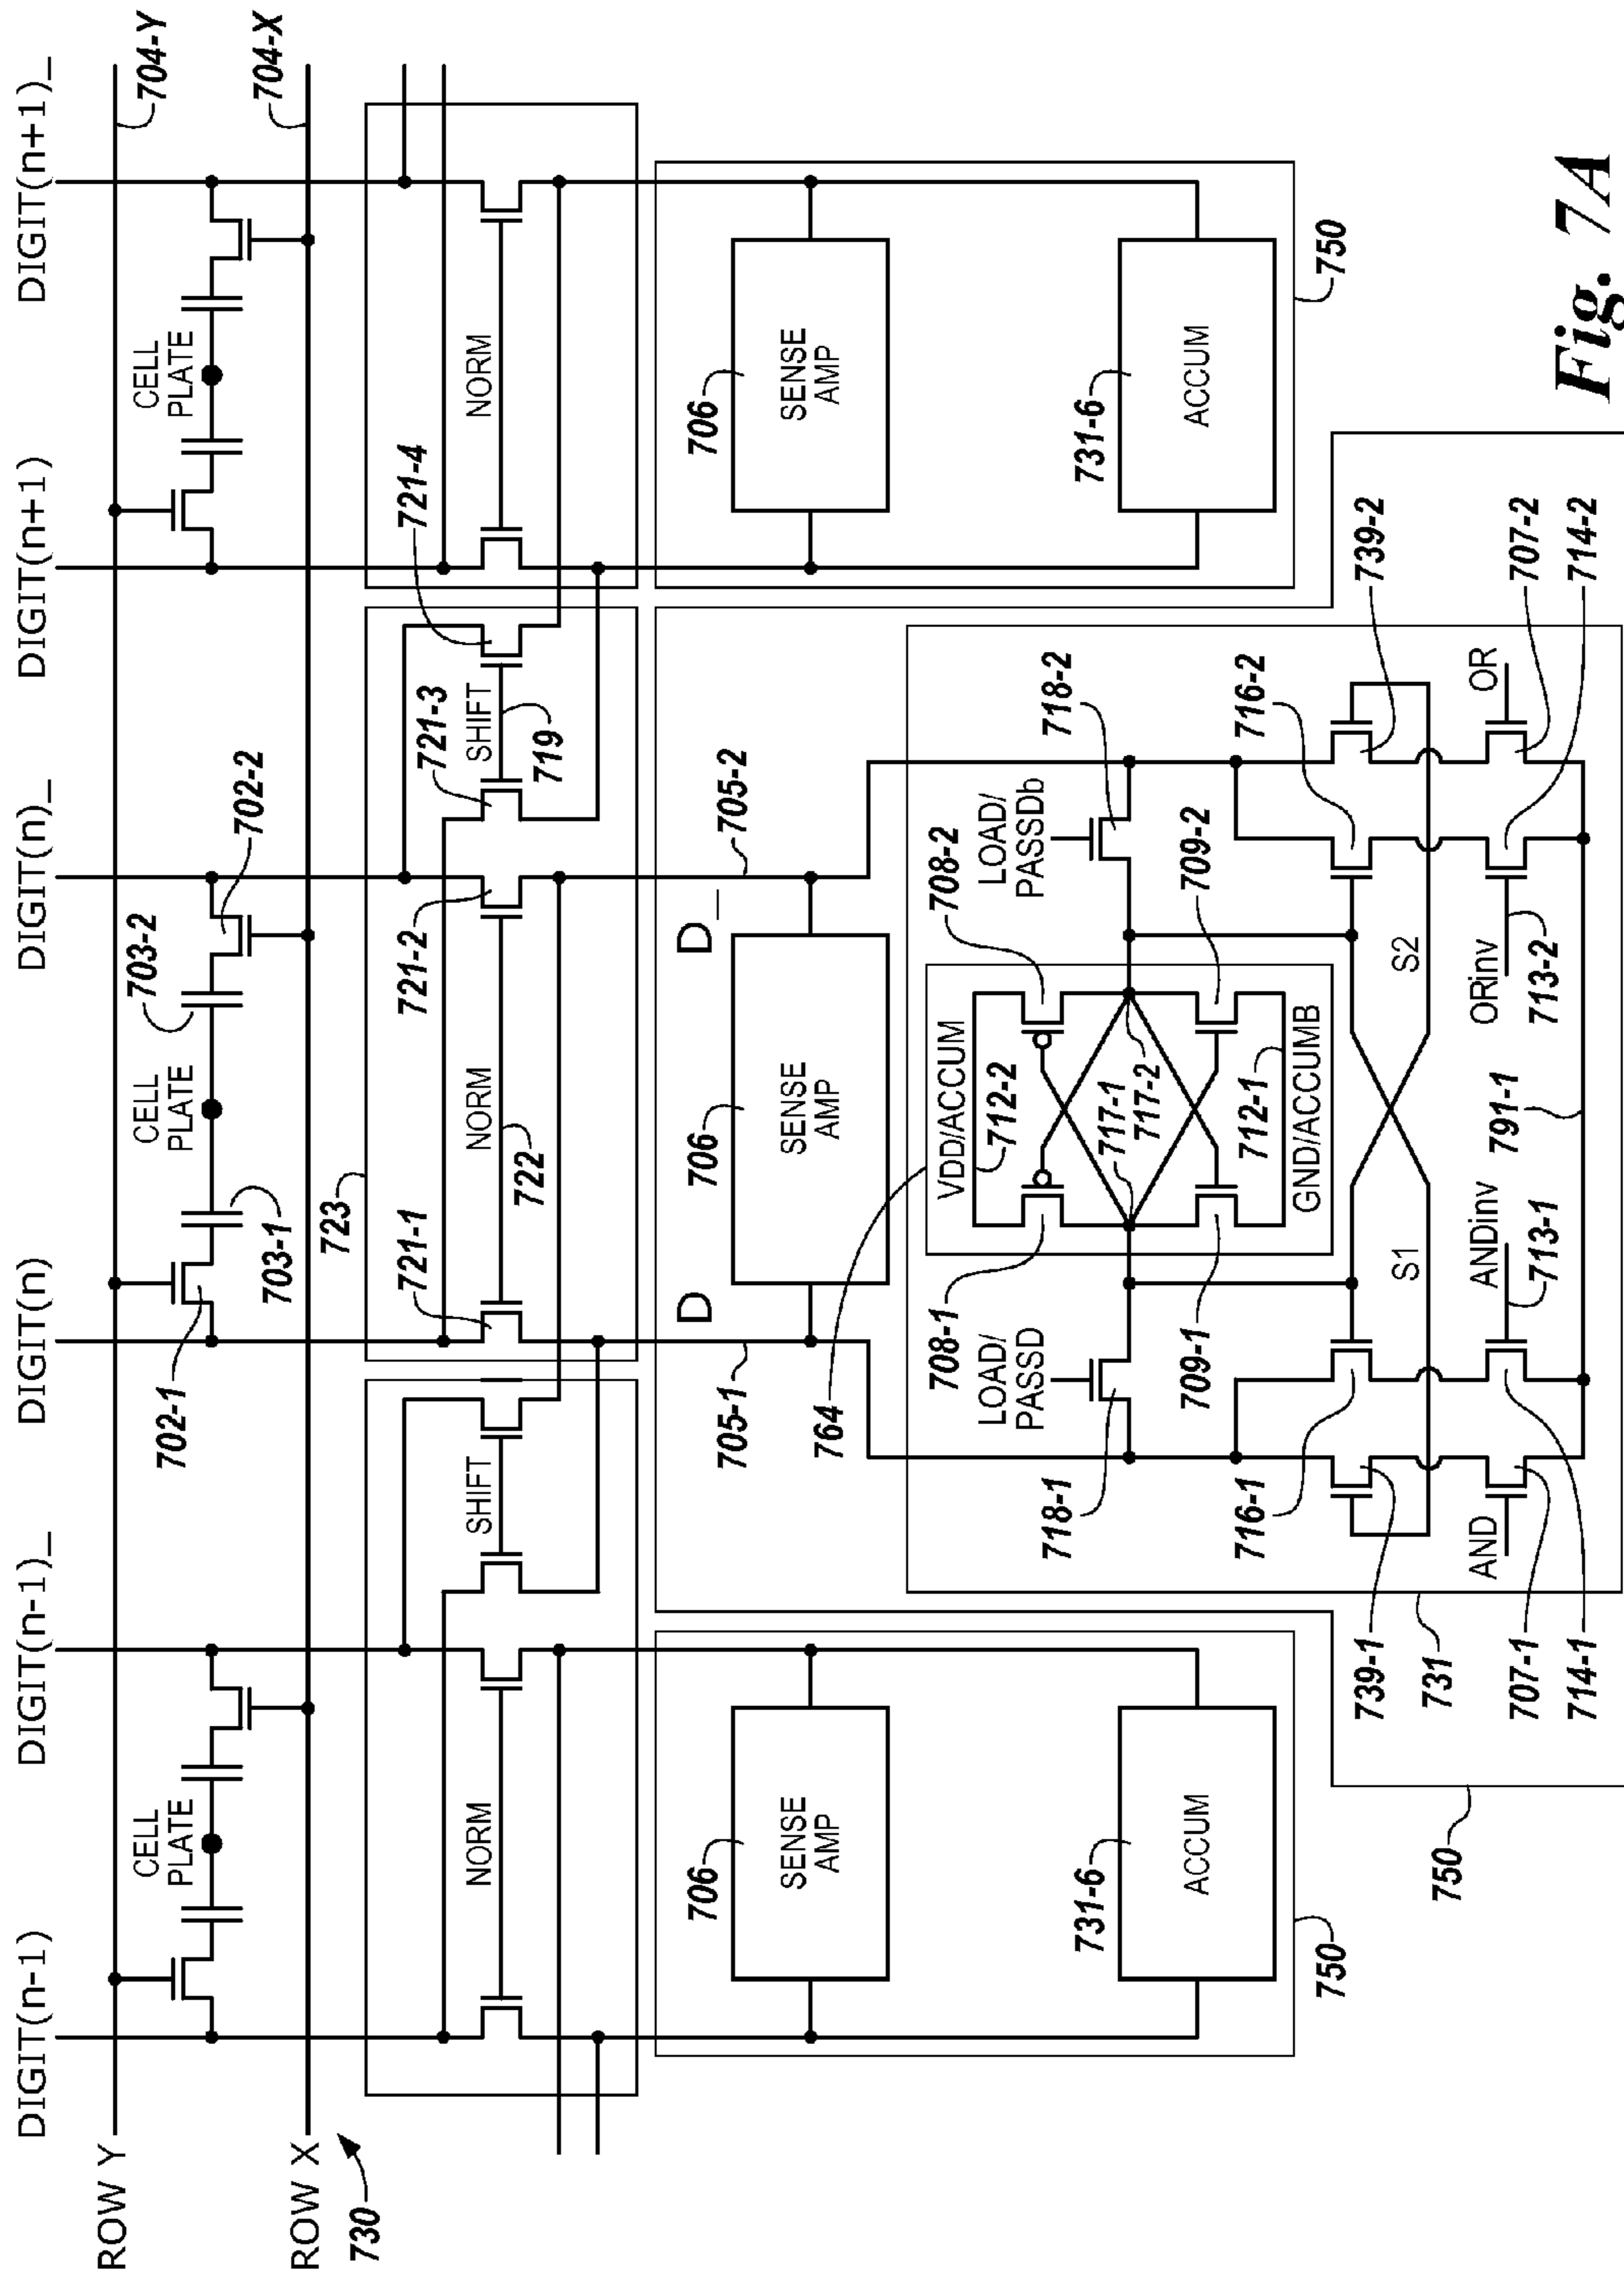 DIGIT(n-1)
DIGIT(n-1)_
DIGIT(n)
DIGIT(n)_
DIGIT(n+1)
DIGIT(n+1)_
ROW Y
704-Y
CELL
PLATE
702-1
CELL
PLATE
703-2
702-2
CELL
PLATE
703-1
ROW X
704-X
730
723
NORM
SHIFT
721-1
NORM
722
721-2
721-3
SHIFT
719
721-4
NORM
705-1
D
D_
705-2
706
SENSE
AMP
706
SENSE
AMP
706
SENSE
AMP
764
718-1
LOAD/
PASSD
708-1
VDD/ACCUM
712-2
708-2
LOAD/
PASSDb
718-2
717-1
717-2
709-1
712-1
GND/ACCUMB
709-2
731-6
ACCUM
731-6
ACCUM
750
750
716-1
716-2
S1
S2
739-1
739-2
731
750
AND
ANDinv
713-1
791-1
ORinv
713-2
OR
707-1
707-2
714-1
714-2
Fig. 7A